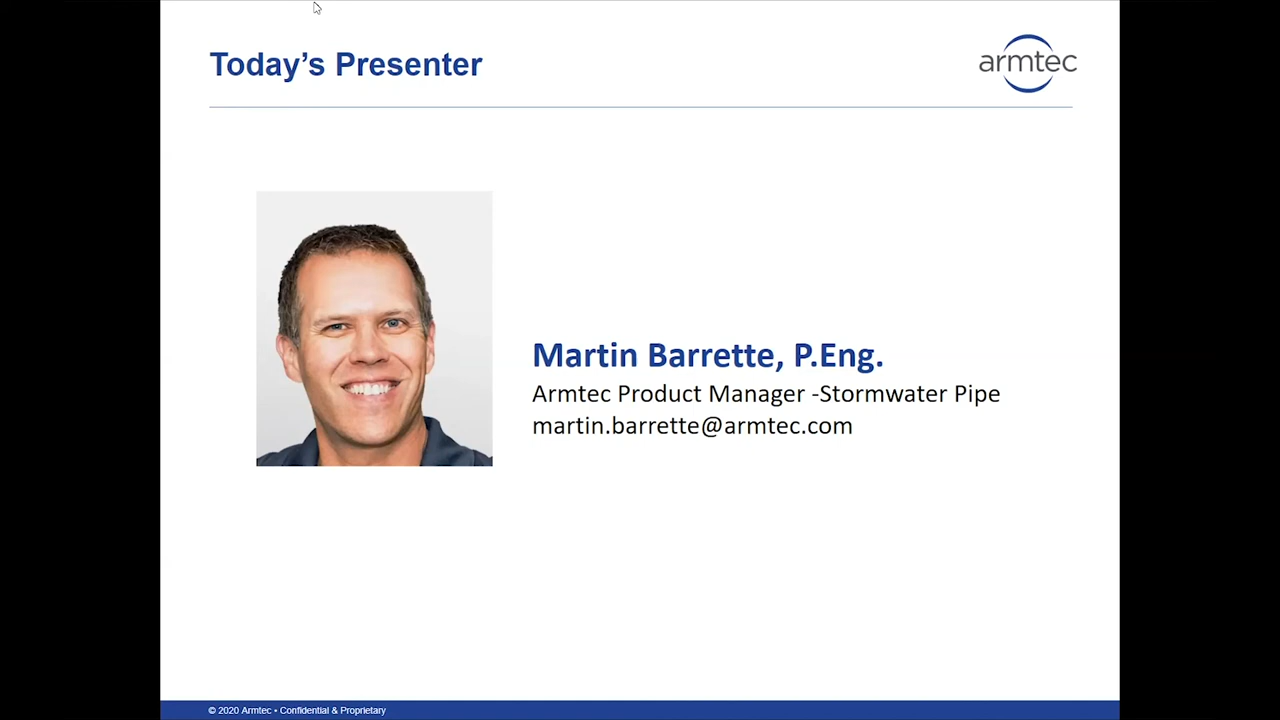 Today's Presenter
armtec
Martin Barrette, P.Eng.
Armtec Product Manager -Stormwater Pipe
martin.barrette@armtec.com
© 2020 Armtec • Confidential & Proprietary